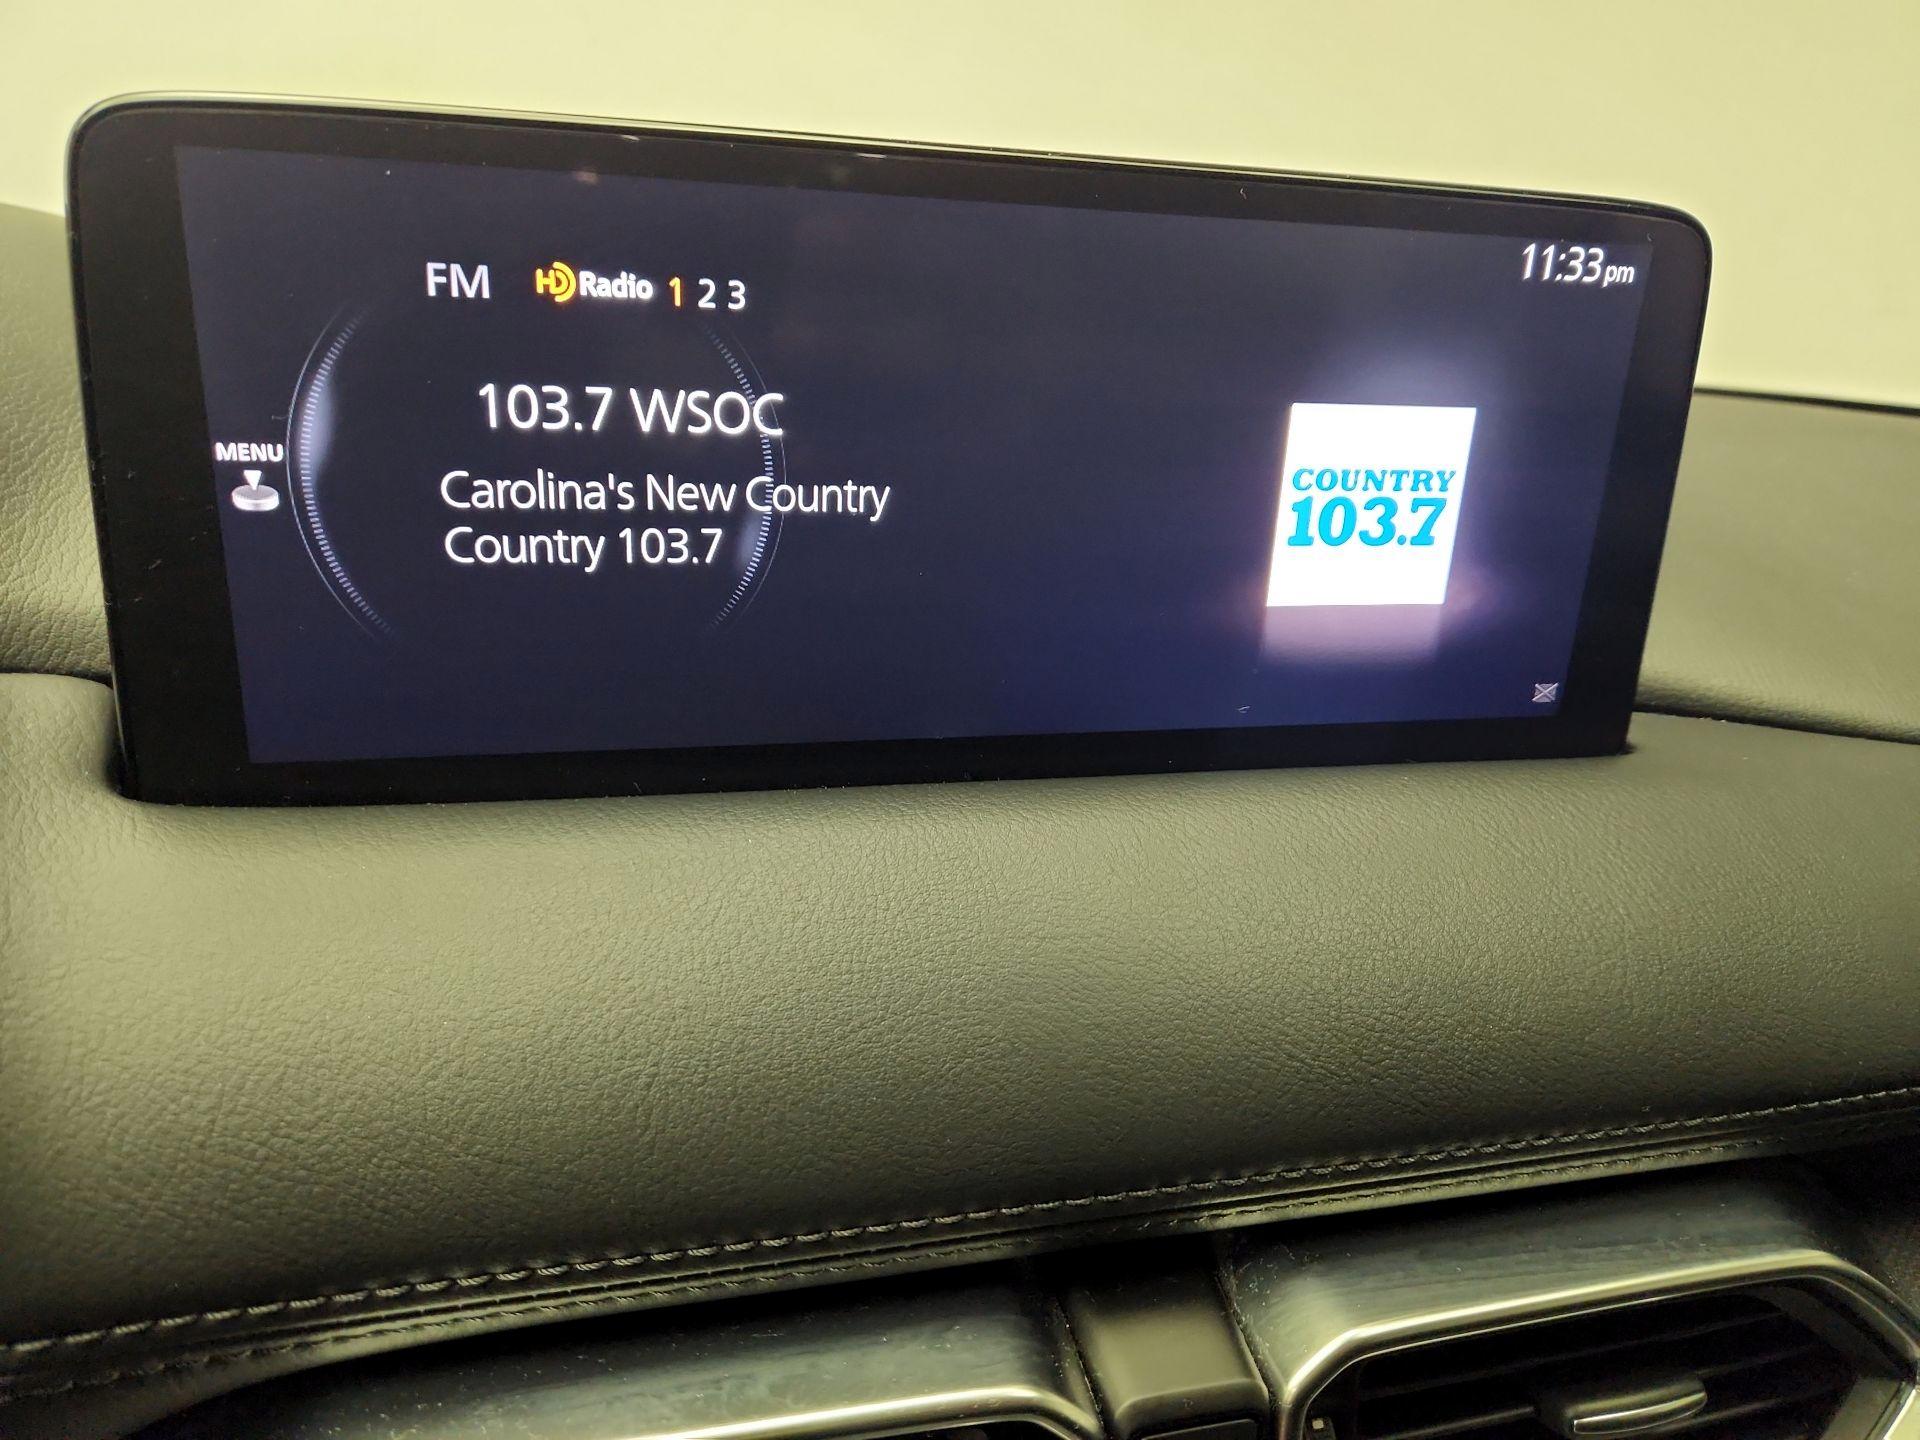 11:33pm
FM HD Radio 1 2 3
103.7 WSOC
MENU
Carolina's New Country
Country 103.7
COUNTRY
103.7